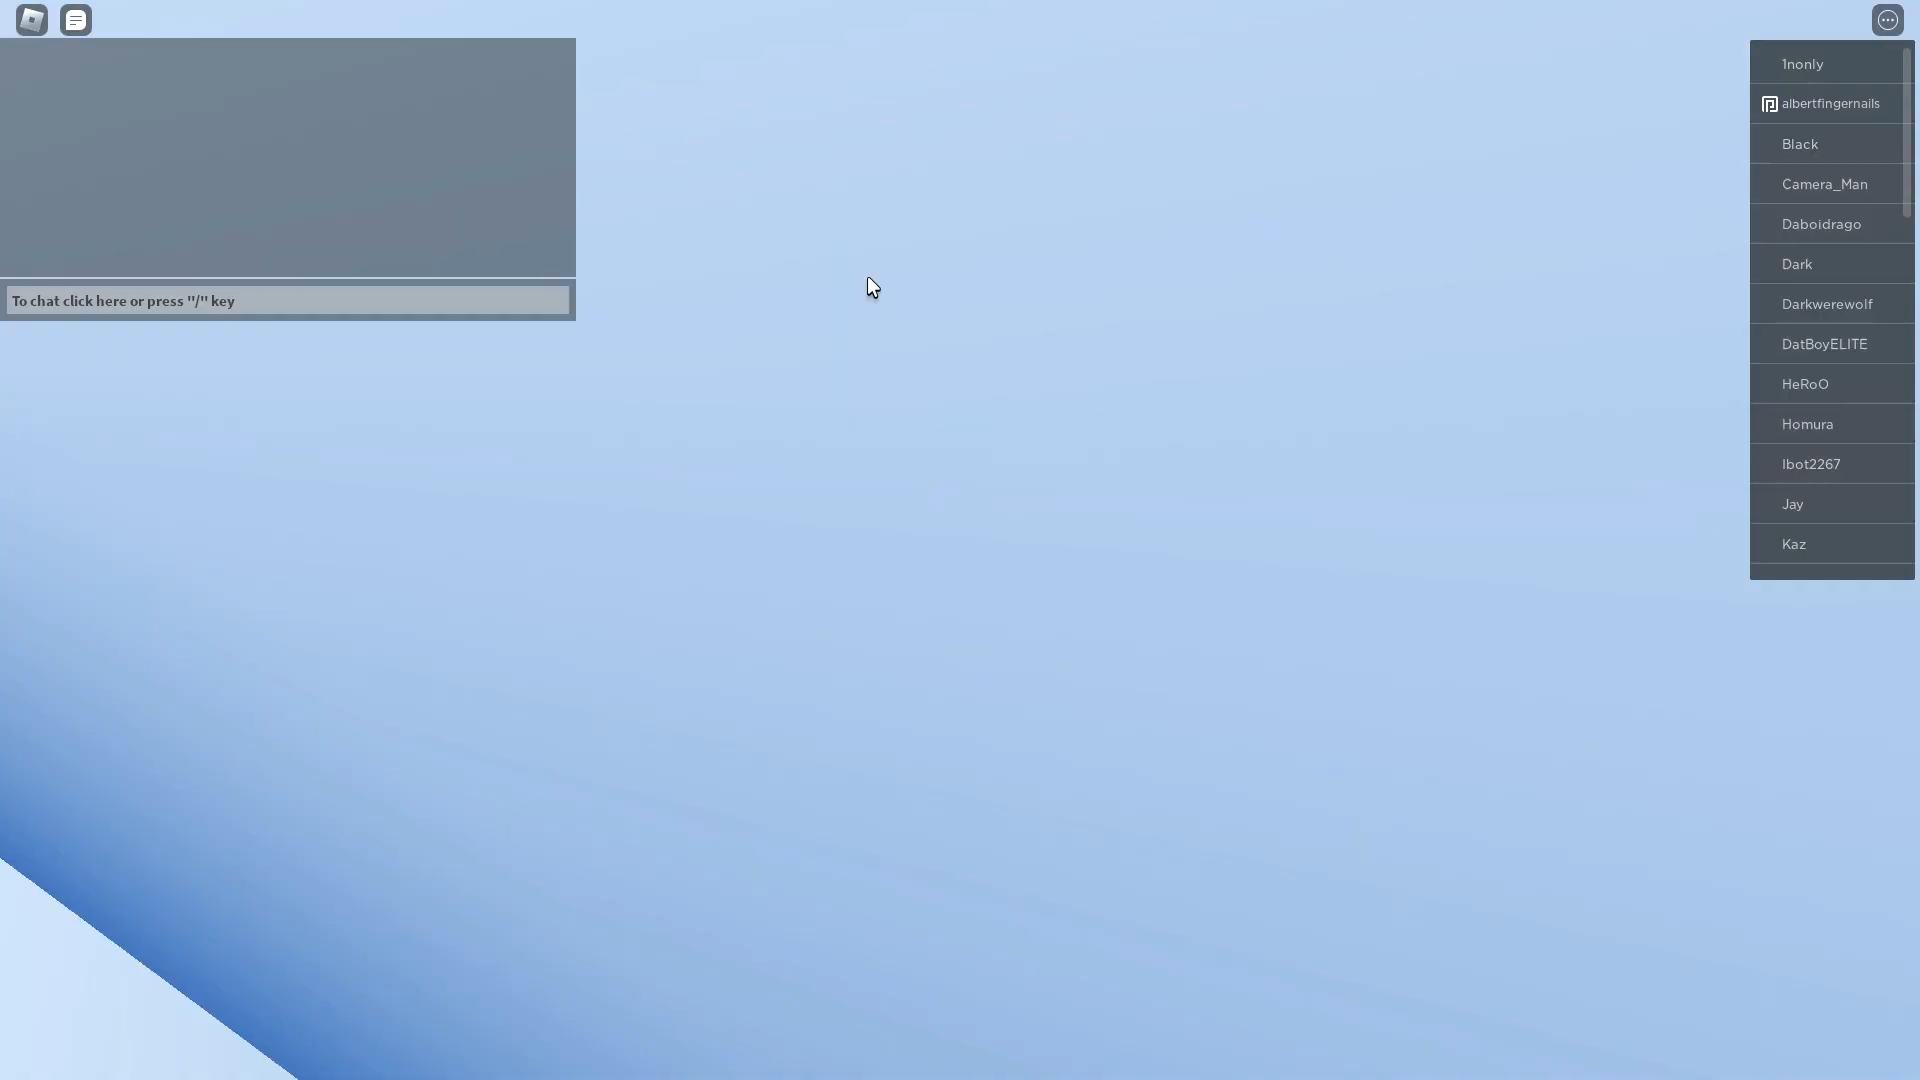 To chat click here or press "/" key
1nonly
albertfingernails
Black
Camera_Man
Daboidrago
Dark
Darkwerewolf
DatBoyELITE
HeRoO
Homura
Ibot2267
Jay
Kaz